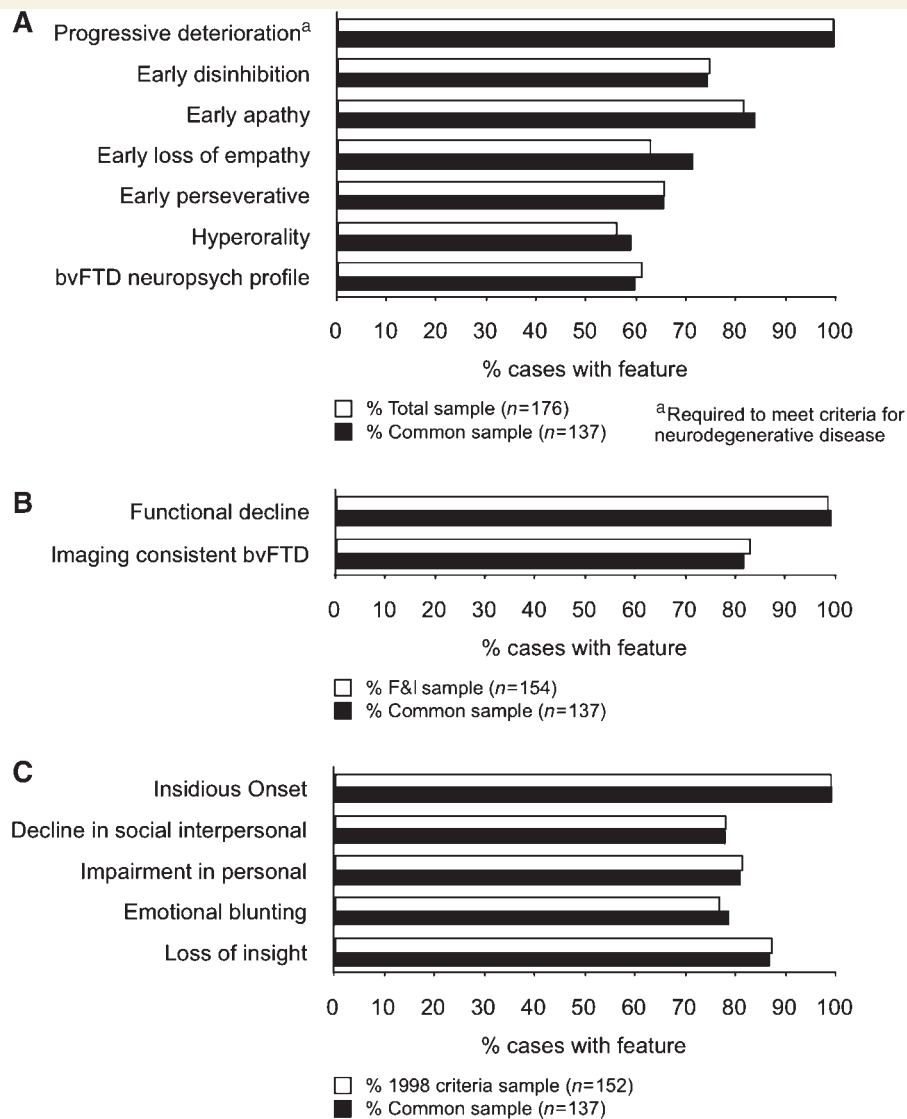 A
Progressive deteriorationᵃ
Early disinhibition
Early apathy
Early loss of empathy
Early perseverative
Hyperorality
bvFTD neuropsych profile
0 10 20 30 40 50 60 70 80 90 100
% cases with feature
% Total sample (n=176)
% Common sample (n=137)
ᵃRequired to meet criteria for
neurodegenerative disease
B
Functional decline
Imaging consistent bvFTD
0 10 20 30 40 50 60 70 80 90 100
% cases with feature
% F&I sample (n=154)
% Common sample (n=137)
C
Insidious Onset
Decline in social interpersonal
Impairment in personal
Emotional blunting
Loss of insight
0 10 20 30 40 50 60 70 80 90 100
% cases with feature
% 1998 criteria sample (n=152)
% Common sample (n=137)